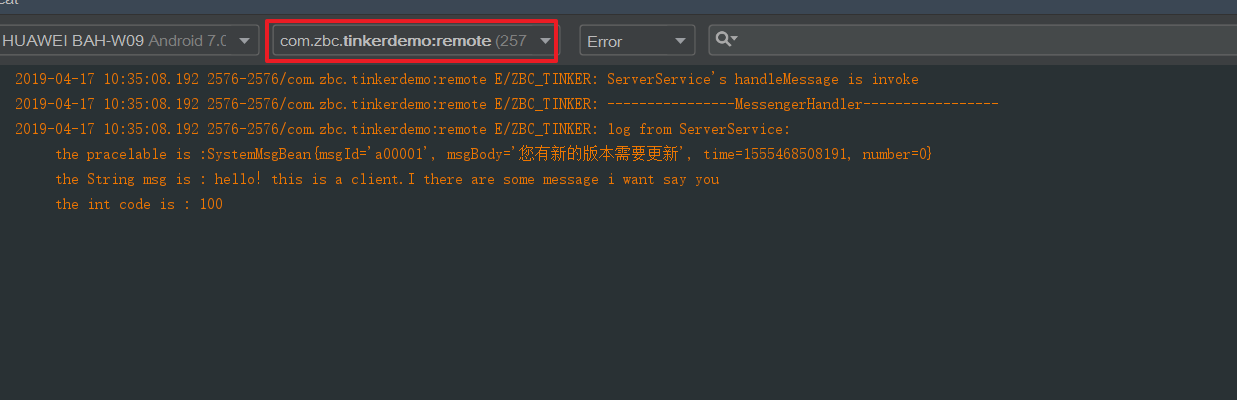 HUAWEI BAH-W09 Android 7.0
com.zbc.tinkerdemo:remote (257
Error
2019-04-17 10:35:08.192 2576-2576/com.zbc.tinkerdemo:remote E/ZBC_TINKER: ServerService's handleMessage is invoke
2019-04-17 10:35:08.192 2576-2576/com.zbc.tinkerdemo:remote E/ZBC_TINKER: ----------------MessengerHandler-----------------
2019-04-17 10:35:08.192 2576-2576/com.zbc.tinkerdemo:remote E/ZBC_TINKER: log from ServerService:
the pracelable is :SystemMsgBean{msgId='a00001', msgBody='您有新的版本需要更新', time=1555468508191, number=0}
the String msg is : hello! this is a client.I there are some message i want say you
the int code is : 100